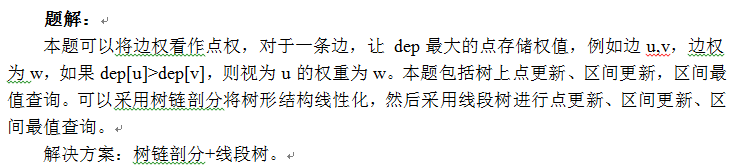 题解：
本题可以将边权看作点权，对于一条边，让 dep 最大的点存储权值，例如边 u,v，边权
为 w，如果 dep[u]>dep[v]，则视为 u 的权重为 w。本题包括树上点更新、区间更新，区间最
值查询。可以采用树链剖分将树形结构线性化，然后采用线段树进行点更新、区间更新、区
间最值查询。
解决方案：树链剖分+线段树。